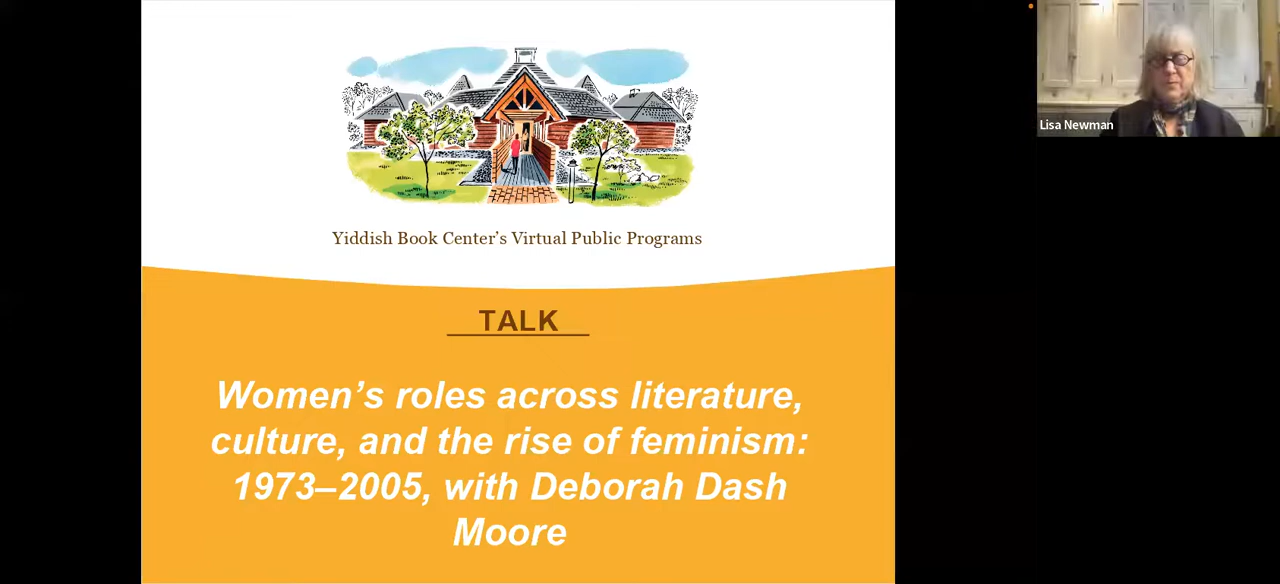 Yiddish Book Center’s Virtual Public Programs
TALK
Women’s roles across literature,
culture, and the rise of feminism:
1973–2005, with Deborah Dash
Moore
Lisa Newman